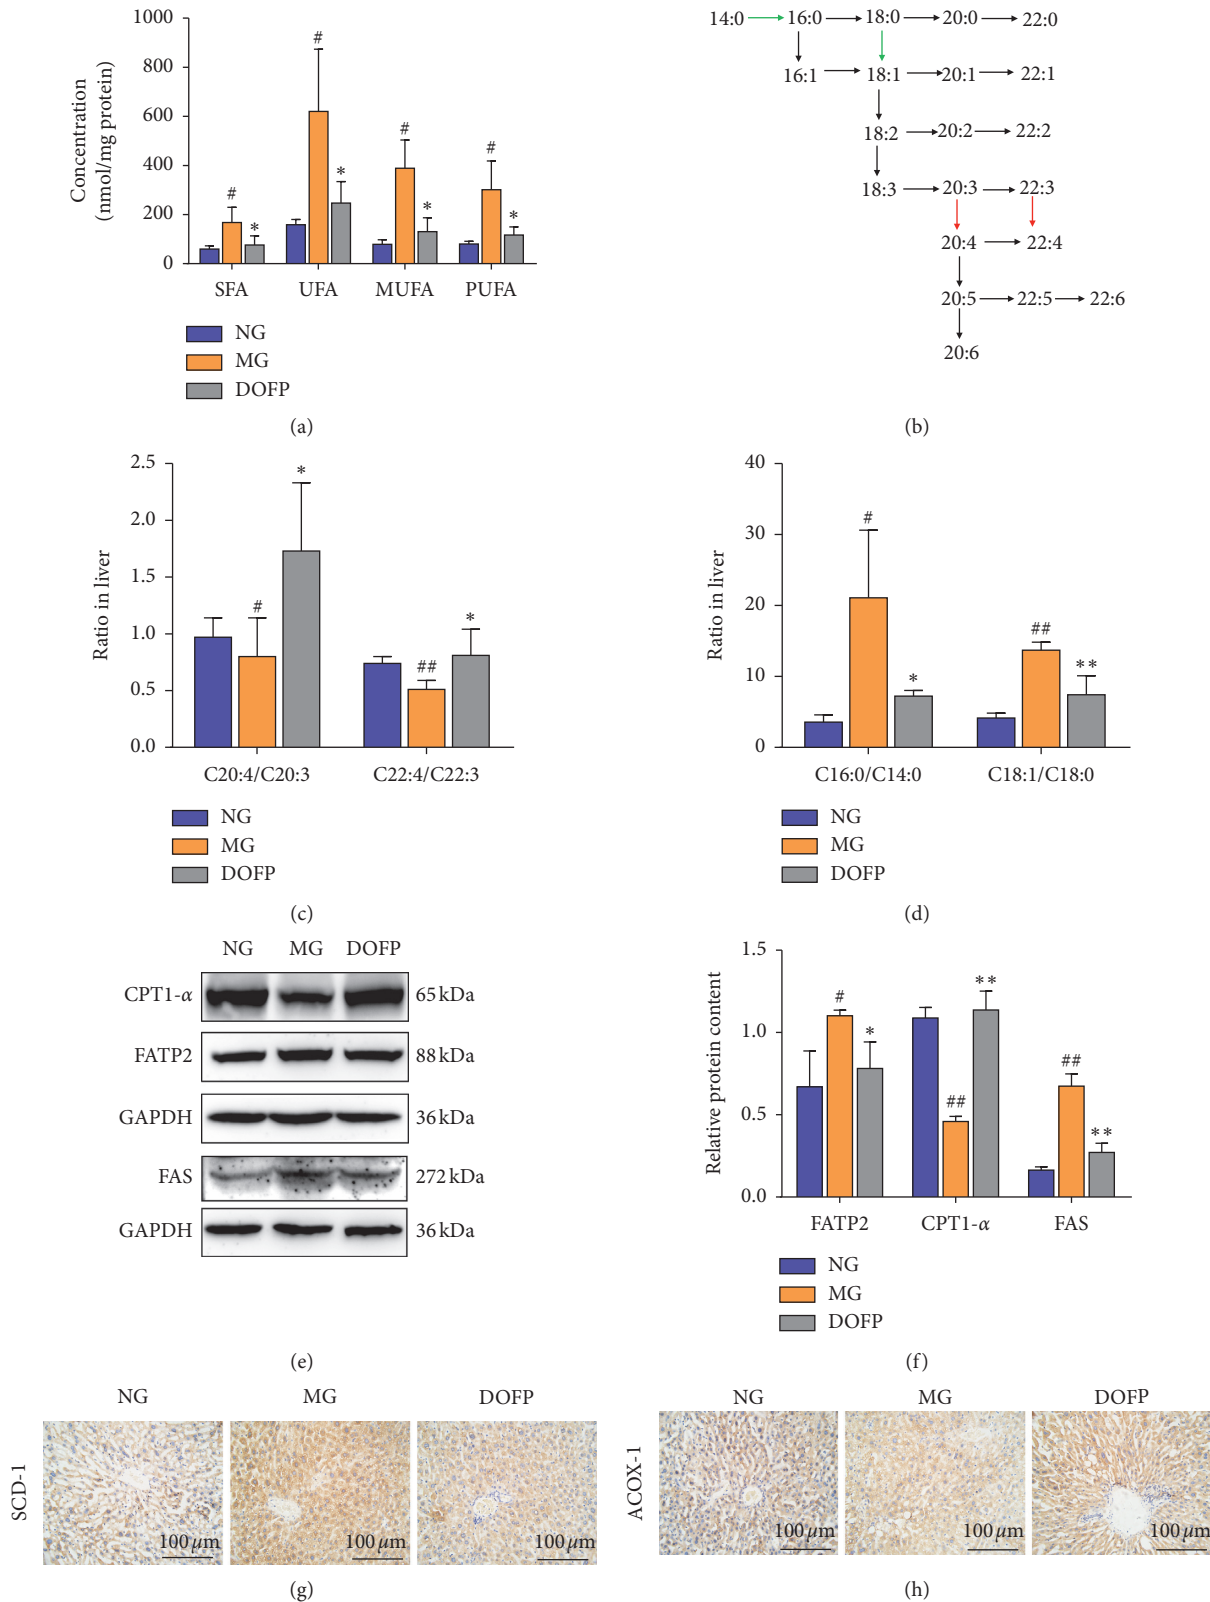 1000
800
600
400
200
0
Concentration
(nmol/mg protein)
# * # * # * # *
SFA UFA MUFA PUFA
NG
MG
DOFP
(a)
14:0 16:0 18:0 20:0 22:0
16:1 18:1 20:1 22:1
18:2 20:2 22:2
18:3 20:3 22:3
20:4 22:4
20:5 22:5 22:6
20:6
(b)
2.5
2.0
1.5
1.0
0.5
0.0
Ratio in liver
# * ## *
C20:4/C20:3 C22:4/C22:3
NG
MG
DOFP
(c)
40
30
20
10
0
Ratio in liver
# * ## **
C16:0/C14:0 C18:1/C18:0
NG
MG
DOFP
(d)
NG MG DOFP
CPT1-α 65 kDa
FATP2 88 kDa
GAPDH 36 kDa
FAS 272 kDa
GAPDH 36 kDa
(e)
1.5
1.0
0.5
0.0
Relative protein content
# * ## ** ## **
FATP2 CPT1-α FAS
NG
MG
DOFP
(f)
NG MG DOFP
SCD-1
100 μm 100 μm 100 μm
(g)
NG MG DOFP
ACOX-1
100 μm 100 μm 100 μm
(h)